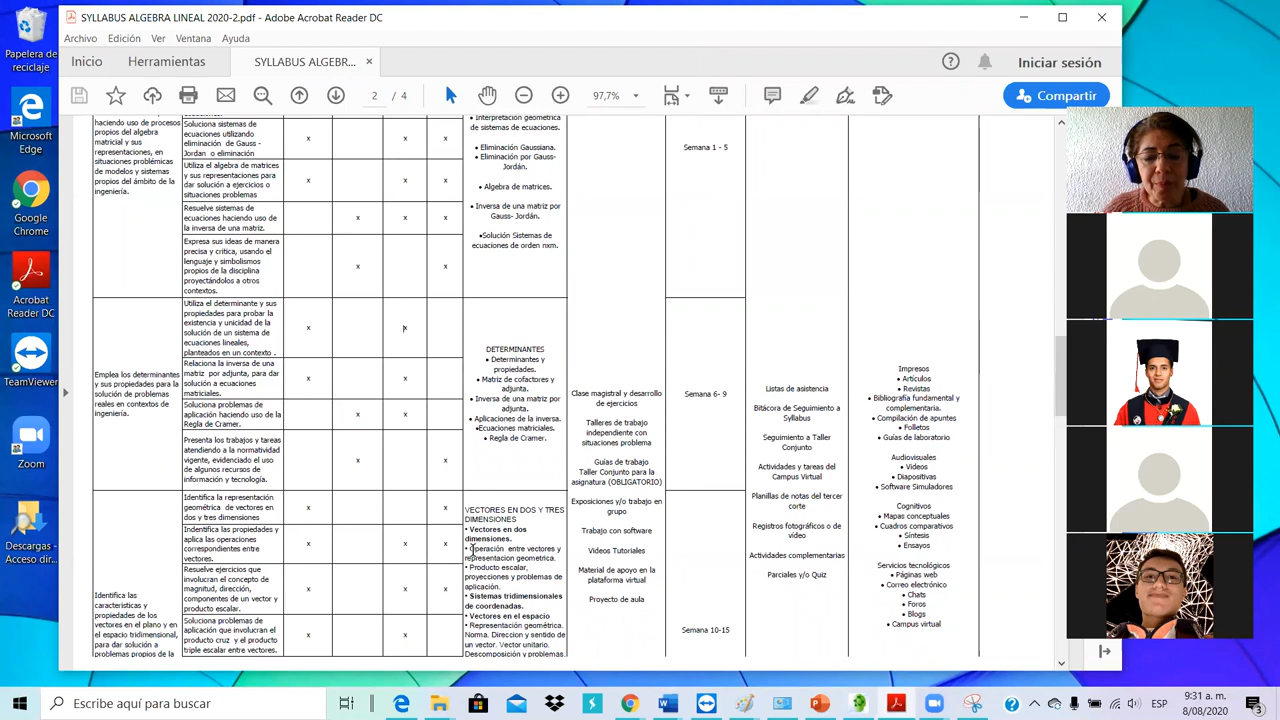 SYLLABUS ALGEBRA LINEAL 2020-2.pdf - Adobe Acrobat Reader DC
Archivo Edición Ver Ventana Ayuda
Inicio Herramientas SYLLABUS ALGEBR... × Iniciar sesión
2 / 4 97,7% Compartir
Papelera de
reciclaje
Microsoft
Edge
Google
Chrome
Acrobat
Reader DC
TeamViewer
Zoom
Descargas...
haciendo uso de procesos
propios del algebra
matricial y sus
representaciones, en
situaciones problémicas
de modelos y sistemas
propios del ámbito de la
ingeniería.
Soluciona sistemas de
ecuaciones utilizando
eliminación de Gauss -
Jordan o eliminación
x x x
Utiliza el algebra de matrices
y sus representaciones para
dar solución a ejercicios o
situaciones problemas
x x x
Resuelve sistemas de
ecuaciones haciendo uso de
la inversa de una matriz.
x x x
Expresa sus ideas de manera
precisa y critica, usando el
lenguaje y simbolismos
propios de la disciplina
proyectándolos a otros
contextos.
x x
• Interpretación geométrica
de sistemas de ecuaciones.
• Eliminación Gaussiana.
• Eliminación por Gauss-
Jordán.
• Algebra de matrices.
• Inversa de una matriz por
Gauss- Jordán.
•Solución Sistemas de
ecuaciones de orden nxm.
Semana 1 - 5
Emplea los determinantes
y sus propiedades para la
solución de problemas
reales en contextos de
ingeniería.
Utiliza el determinante y sus
propiedades para probar la
existencia y unicidad de la
solución de un sistema de
ecuaciones lineales,
planteados en un contexto .
x x
Relaciona la inversa de una
matriz por adjunta, para dar
solución a ecuaciones
matriciales.
x x
Soluciona problemas de
aplicación haciendo uso de la
Regla de Cramer.
x x
Presenta los trabajos y tareas
atendiendo a la normatividad
vigente, evidenciado el uso
de algunos recursos de
información y tecnología.
x x
DETERMINANTES
• Determinantes y
propiedades.
• Matriz de cofactores y
adjunta.
• Inversa de una matriz por
adjunta.
• Aplicaciones de la inversa.
•Ecuaciones matriciales.
• Regla de Cramer.
Clase magistral y desarrollo
de ejercicios
Talleres de trabajo
independiente con
situaciones problema
Guías de trabajo
Taller Conjunto para la
asignatura (OBLIGATORIO)
Exposiciones y/o trabajo en
grupo
Trabajo con software
Videos Tutoriales
Material de apoyo en la
plataforma virtual
Proyecto de aula
Semana 6- 9
Listas de asistencia
Bitácora de Seguimiento a
Syllabus
Seguimiento a Taller
Conjunto
Actividades y tareas del
Campus Virtual
Planillas de notas del tercer
corte
Registros fotográficos o de
vídeo
Actividades complementarias
Parciales y/o Quiz
Impresos
• Artículos
• Revistas
• Bibliografía fundamental y
complementaria.
• Compilación de apuntes
• Folletos
• Guías de laboratorio
Audiovisuales
• Videos
• Diapositivas
• Software Simuladores
Cognitivos
• Mapas conceptuales
• Cuadros comparativos
• Síntesis
• Ensayos
Servicios tecnológicos
• Páginas web
• Correo electrónico
• Chats
• Foros
• Blogs
• Campus virtual
Identifica las
características y
propiedades de los
vectores en el plano y en
el espacio tridimensional,
para dar solución a
problemas propios de la
Identifica la representación
geométrica de vectores en
dos y tres dimensiones
x x
Indentifica las propiedades y
aplica las operaciones
correspondientes entre
vectores.
x x x
Resuelve ejercicios que
involucran el concepto de
magnitud, dirección,
componentes de un vector y
producto escalar.
x x x
Soluciona problemas de
aplicación que involucran el
producto cruz y el producto
triple escalar entre vectores.
x x x
VECTORES EN DOS Y TRES
DIMENSIONES
• Vectores en dos
dimensiones.
• Operación entre vectores y
representacion geometrica.
• Producto escalar,
proyecciones y problemas de
aplicación.
• Sistemas tridimensionales
de coordenadas.
• Vectores en el espacio
• Representación geométrica.
Norma. Direccion y sentido de
un vector. Vector unitario.
Descomposición y problemas
Semana 10-15
Escribe aquí para buscar
ESP
9:31 a. m.
8/08/2020
3